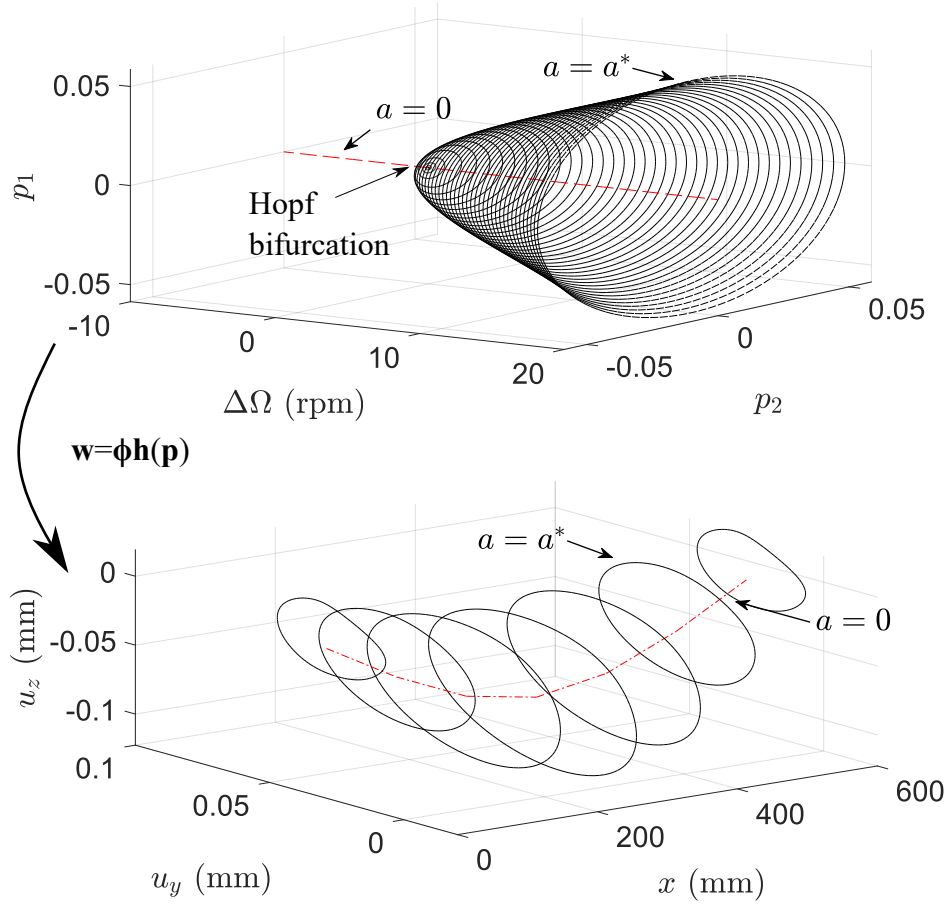 0.05
0
-0.05
p₁
a = a*
a = 0
Hopf
bifurcation
-10
0
10
20
ΔΩ (rpm)
-0.05
0
0.05
p₂
w=ϕh(p)
0
-0.05
-0.1
u_z (mm)
a = a*
a = 0
0.1
0.05
0
u_y (mm)
0
200
400
600
x (mm)